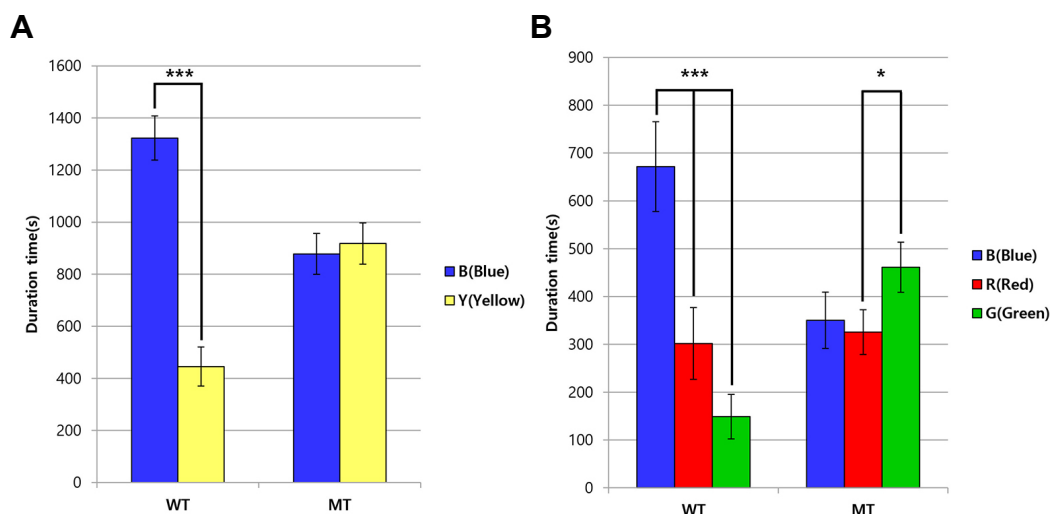 A
Duration time(s)
1600
1400
1200
1000
800
600
400
200
0
***
WT
MT
B(Blue)
Y(Yellow)
B
Duration time(s)
900
800
700
600
500
400
300
200
100
0
***
*
WT
MT
B(Blue)
R(Red)
G(Green)